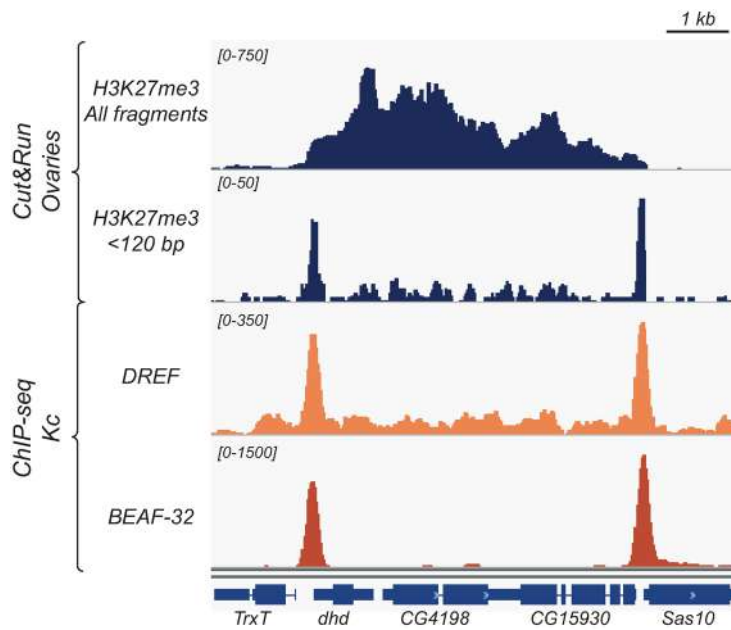 1 kb
Cut&Run
Ovaries
H3K27me3
All fragments
[0-750]
H3K27me3
<120 bp
[0-50]
ChIP-seq
Kc
DREF
[0-350]
BEAF-32
[0-1500]
TrxT dhd CG4198 CG15930 Sas10